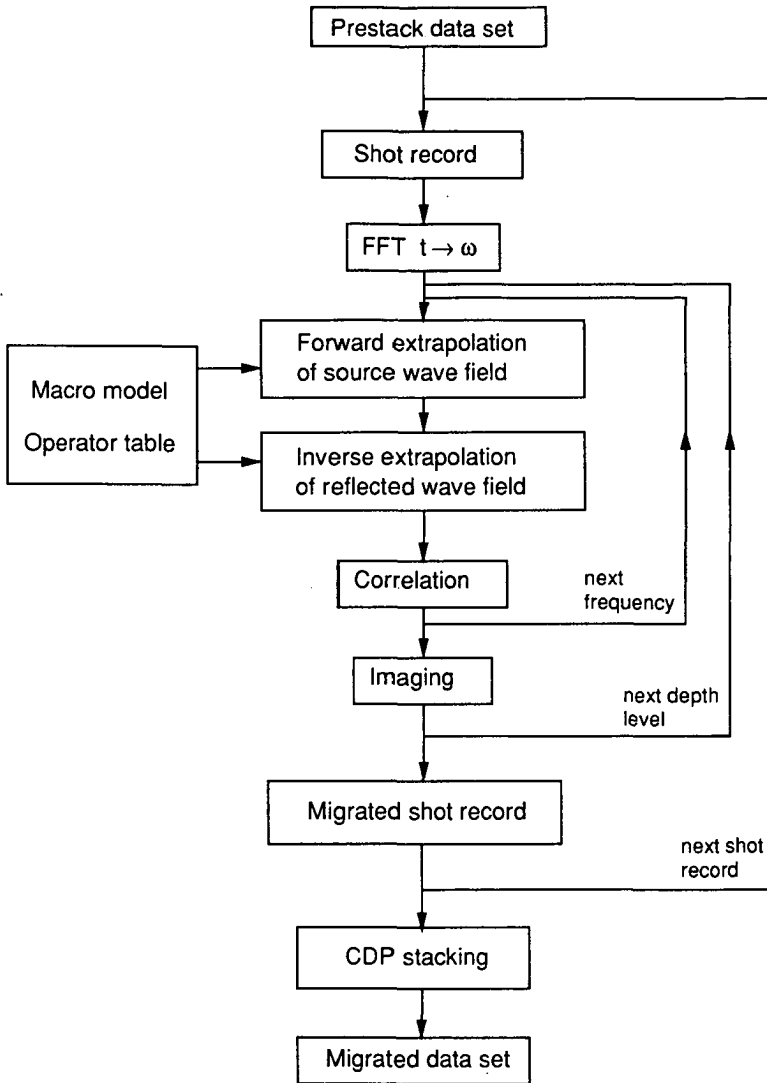 Prestack data set
Shot record
FFT t → ω
Forward extrapolation
of source wave field
Macro model
Operator table
Inverse extrapolation
of reflected wave field
Correlation
next
frequency
Imaging
next depth
level
Migrated shot record
next shot
record
CDP stacking
Migrated data set